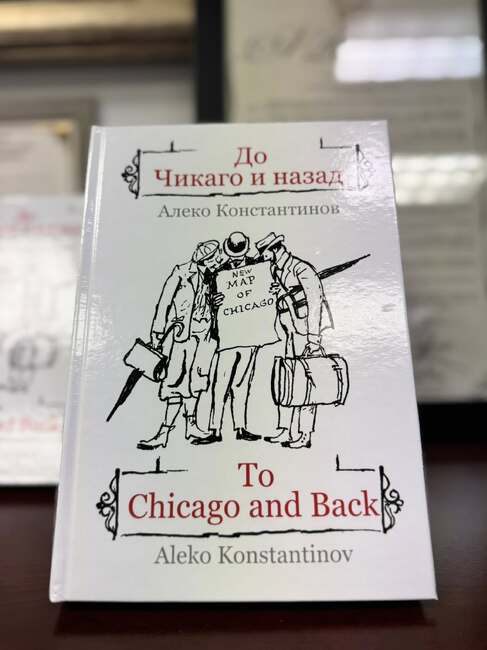 До
Чикаго и назад
Алеко Константинов
NEW
MAP
OF
CHICAGO
To
Chicago and Back
Aleko Konstantinov